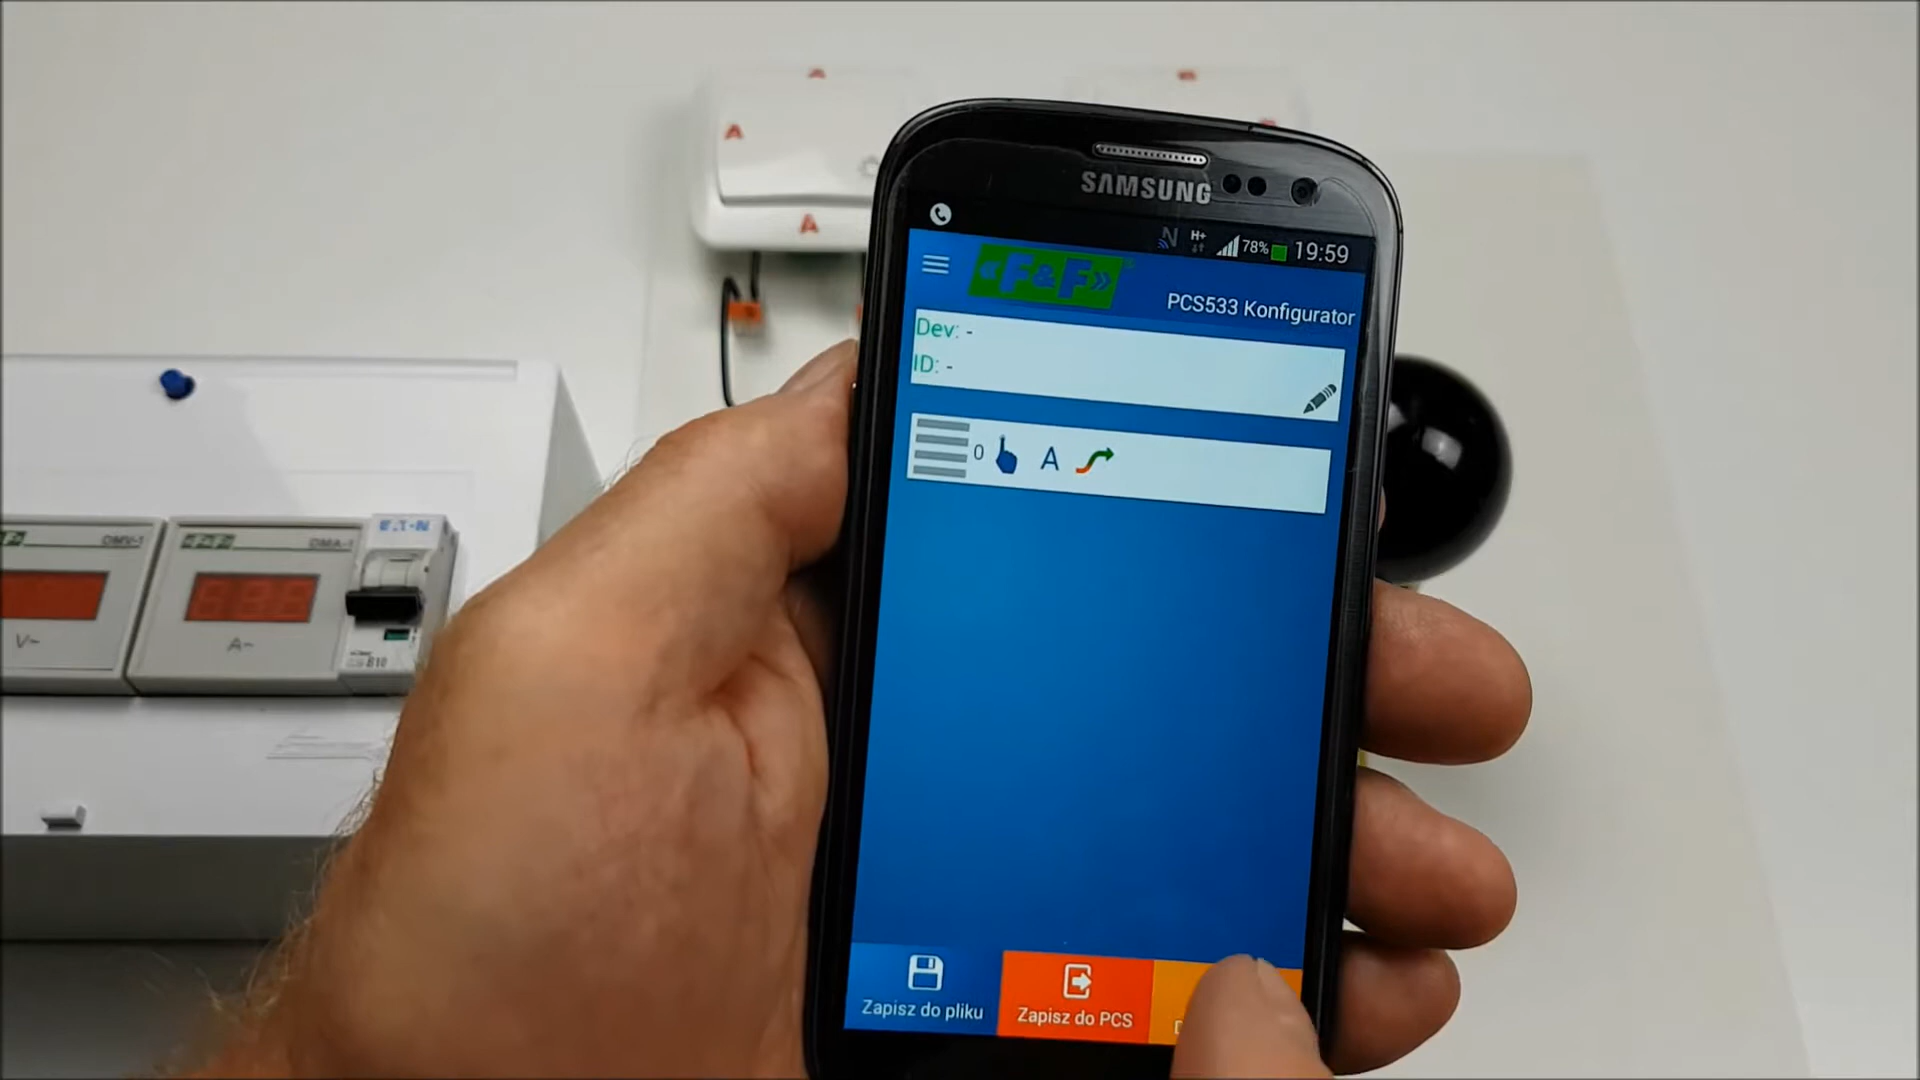 A
A
A
SAMSUNG
N H+ 78% 19:59
«F&F»®
PCS533 Konfigurator
Dev: -
ID: -
0 A
Zapisz do pliku
Zapisz do PCS
D
«F&F» DMA-1
A~
DMV-1
V~
E·T·N
B10